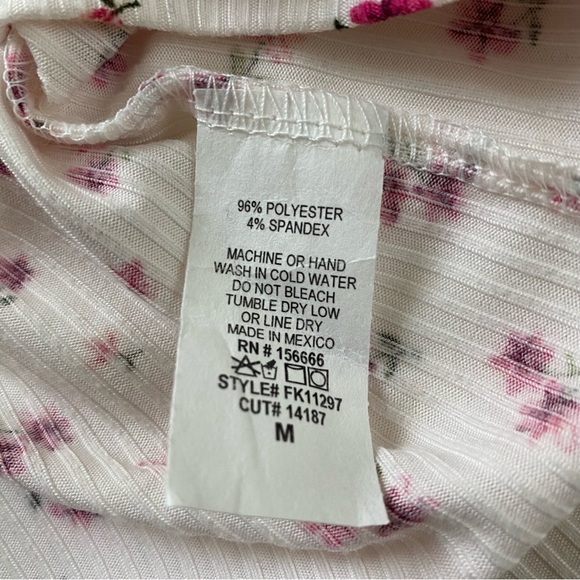 96% POLYESTER
4% SPANDEX
MACHINE OR HAND
WASH IN COLD WATER
DO NOT BLEACH
TUMBLE DRY LOW
OR LINE DRY
MADE IN MEXICO
RN # 156666
STYLE# FK11297
CUT# 14187
M